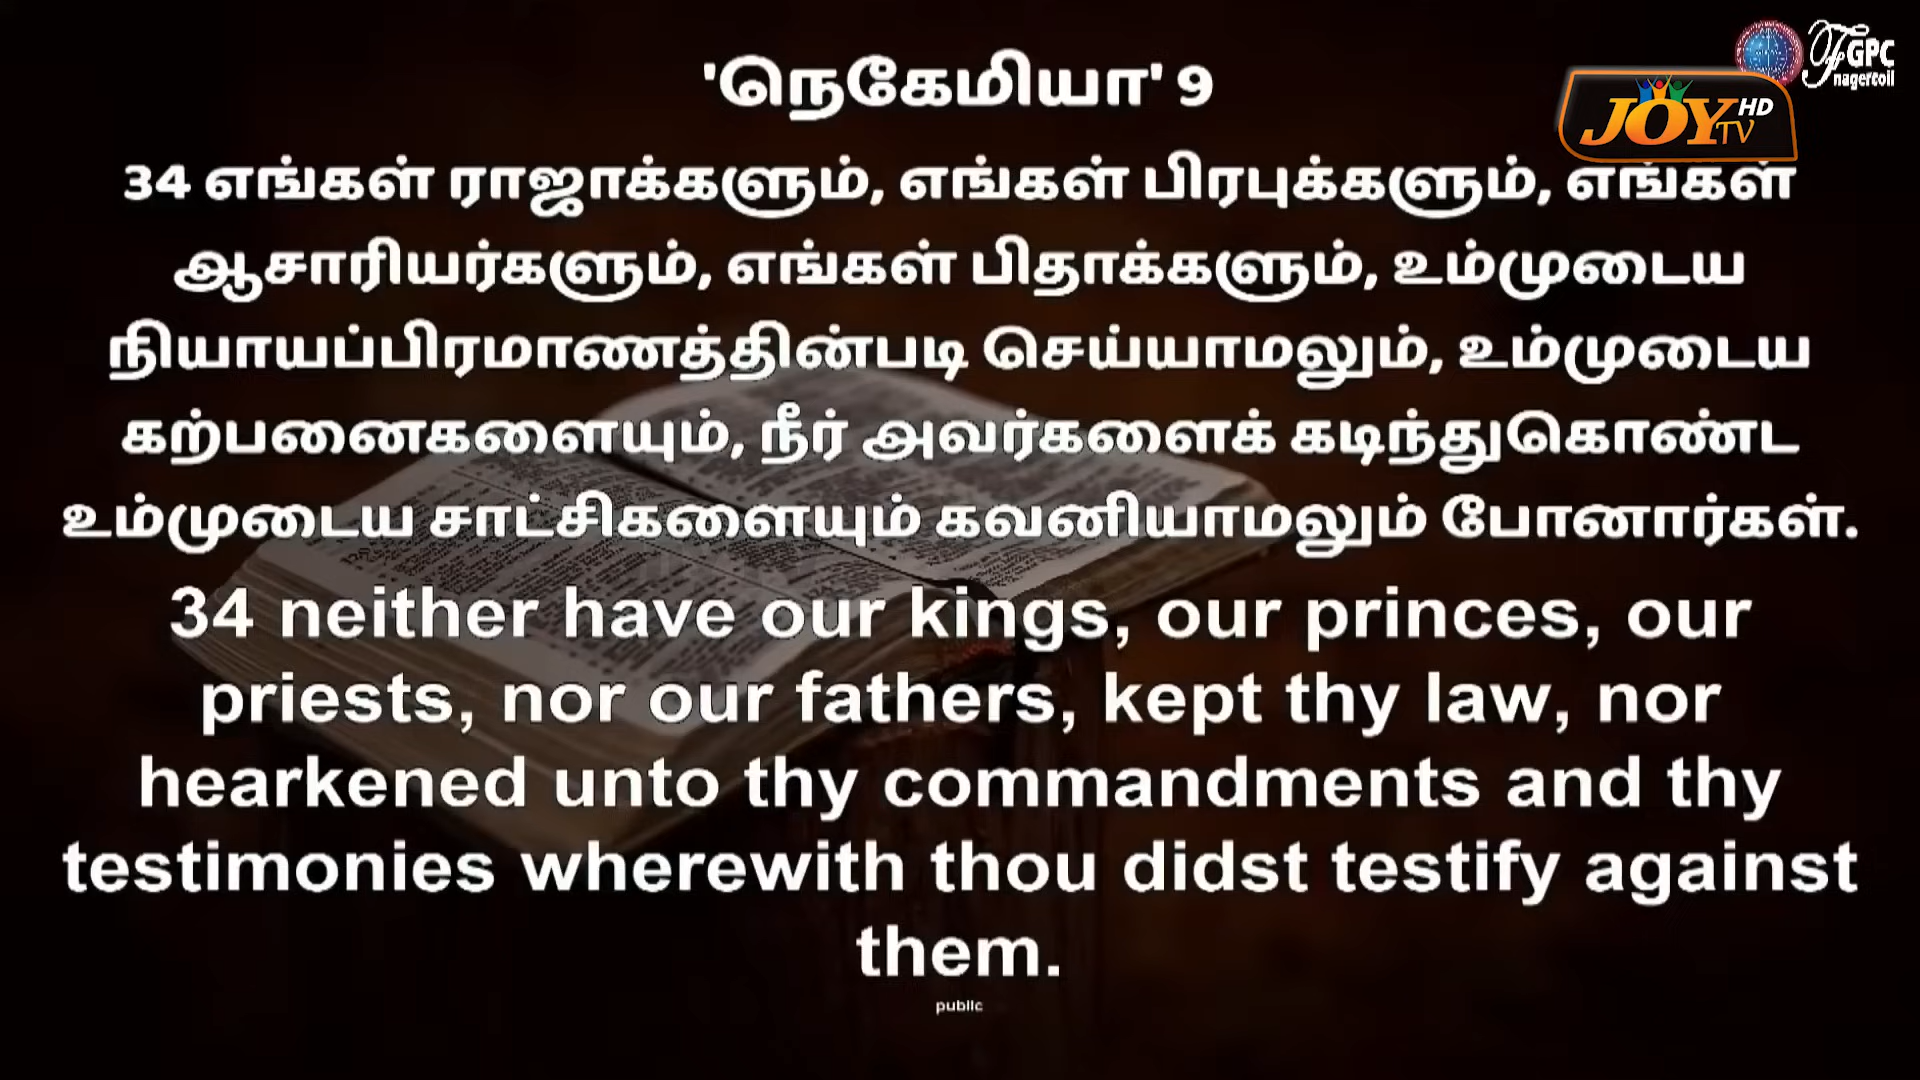 'நெகேமியா' 9
FGPC
nagercoil
JOY TV HD
34 எங்கள் ராஜாக்களும், எங்கள் பிரபுக்களும், எங்கள்
ஆசாரியர்களும், எங்கள் பிதாக்களும், உம்முடைய
நியாயப்பிரமாணத்தின்படி செய்யாமலும், உம்முடைய
கற்பனைகளையும், நீர் அவர்களைக் கடிந்துகொண்ட
உம்முடைய சாட்சிகளையும் கவனியாமலும் போனார்கள்.
34 neither have our kings, our princes, our
priests, nor our fathers, kept thy law, nor
hearkened unto thy commandments and thy
testimonies wherewith thou didst testify against
them.
public